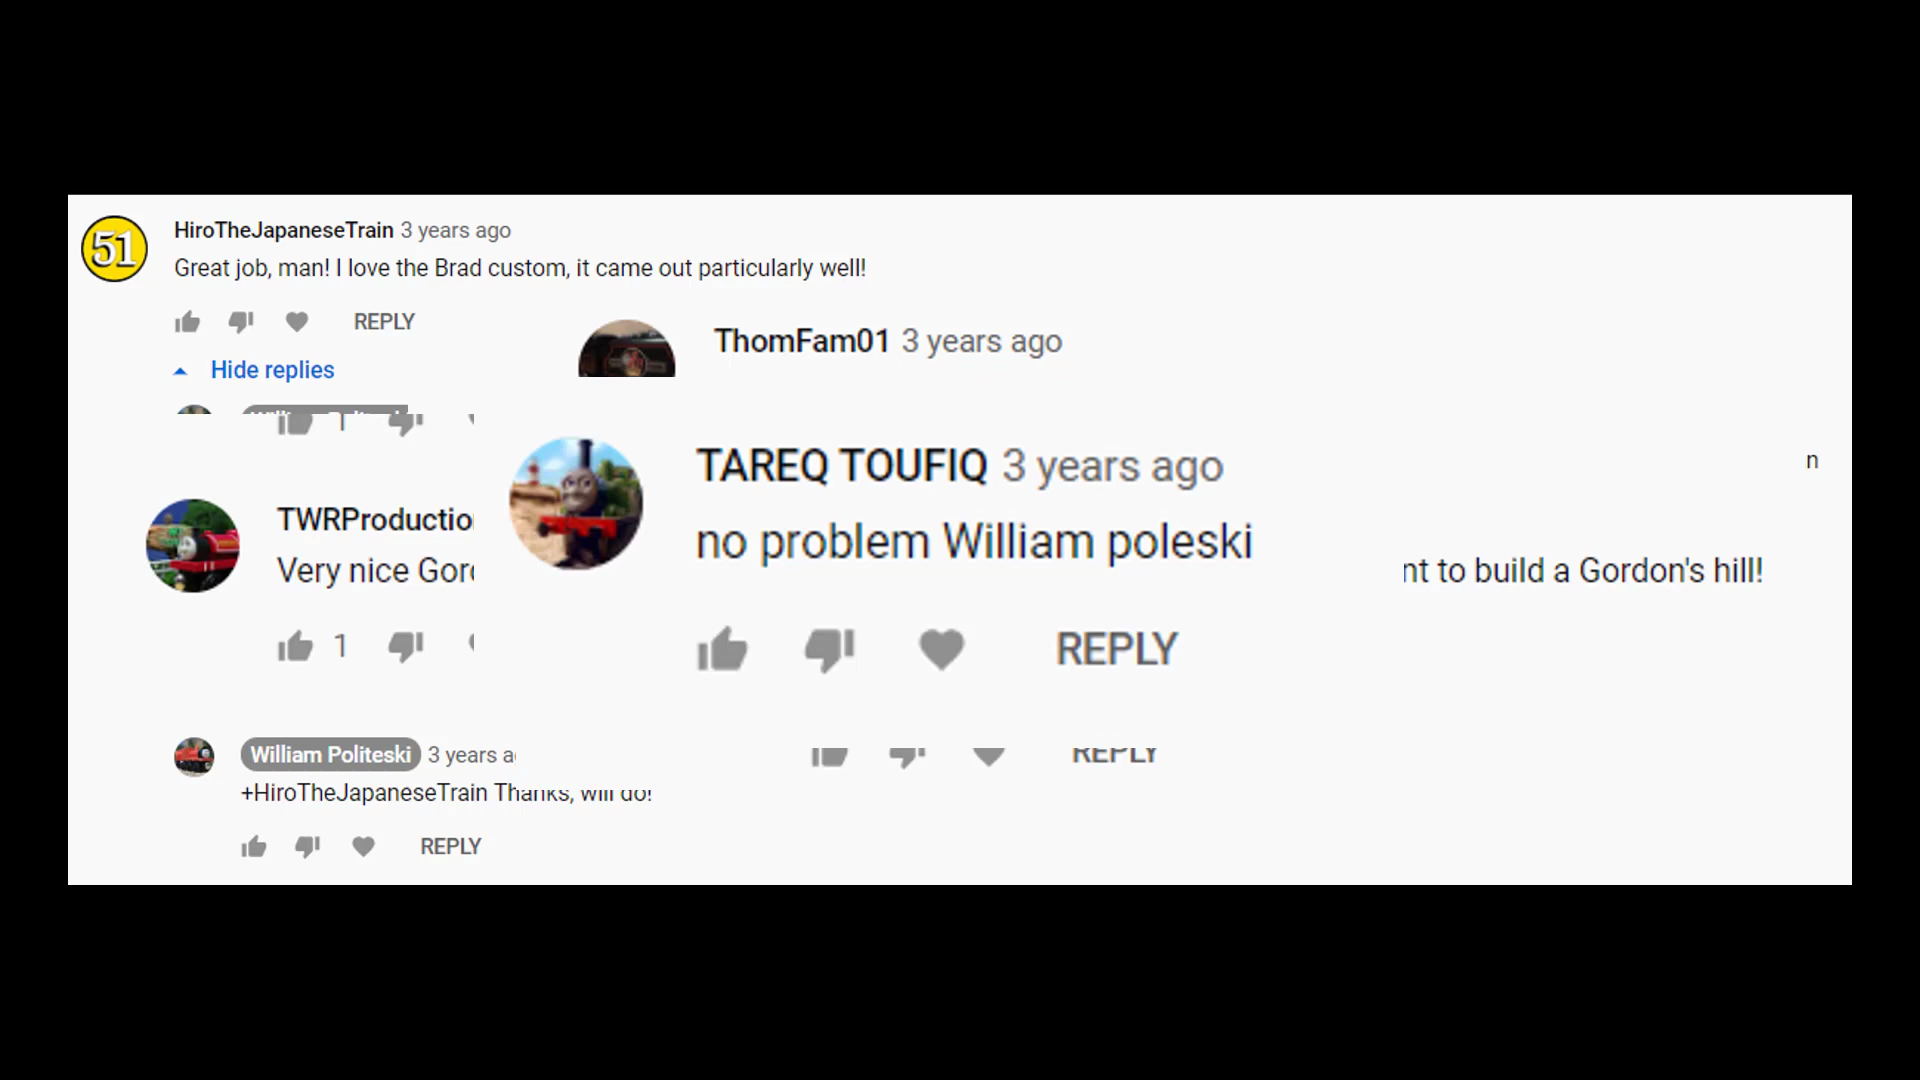 51
HiroTheJapaneseTrain 3 years ago
Great job, man! I love the Brad custom, it came out particularly well!
REPLY
ThomFam01 3 years ago
Hide replies
1
TAREQ TOUFIQ 3 years ago
n
TWRProductio
no problem William poleski
Very nice Gor
nt to build a Gordon's hill!
1
REPLY
William Politeski 3 years a
REPLY
+HiroTheJapaneseTrain Thanks, will do!
REPLY